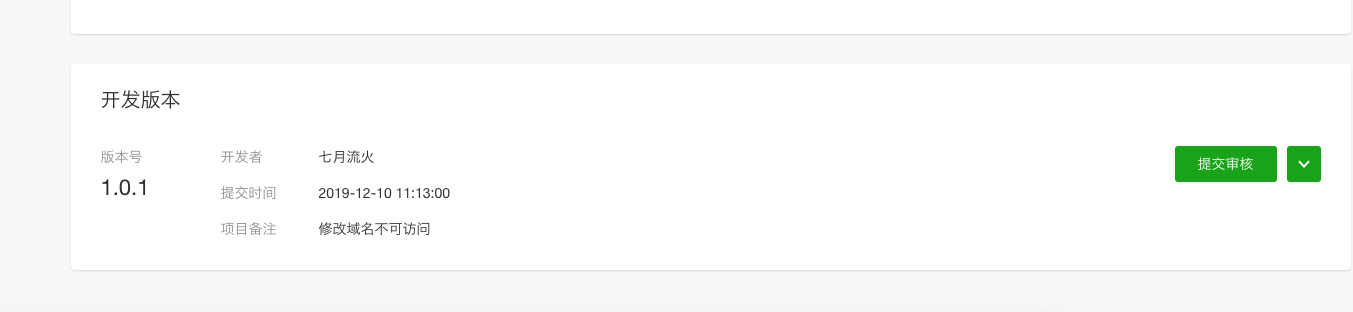 开发版本
版本号
1.0.1
开发者 七月流火
提交时间 2019-12-10 11:13:00
项目备注 修改域名不可访问
提交审核